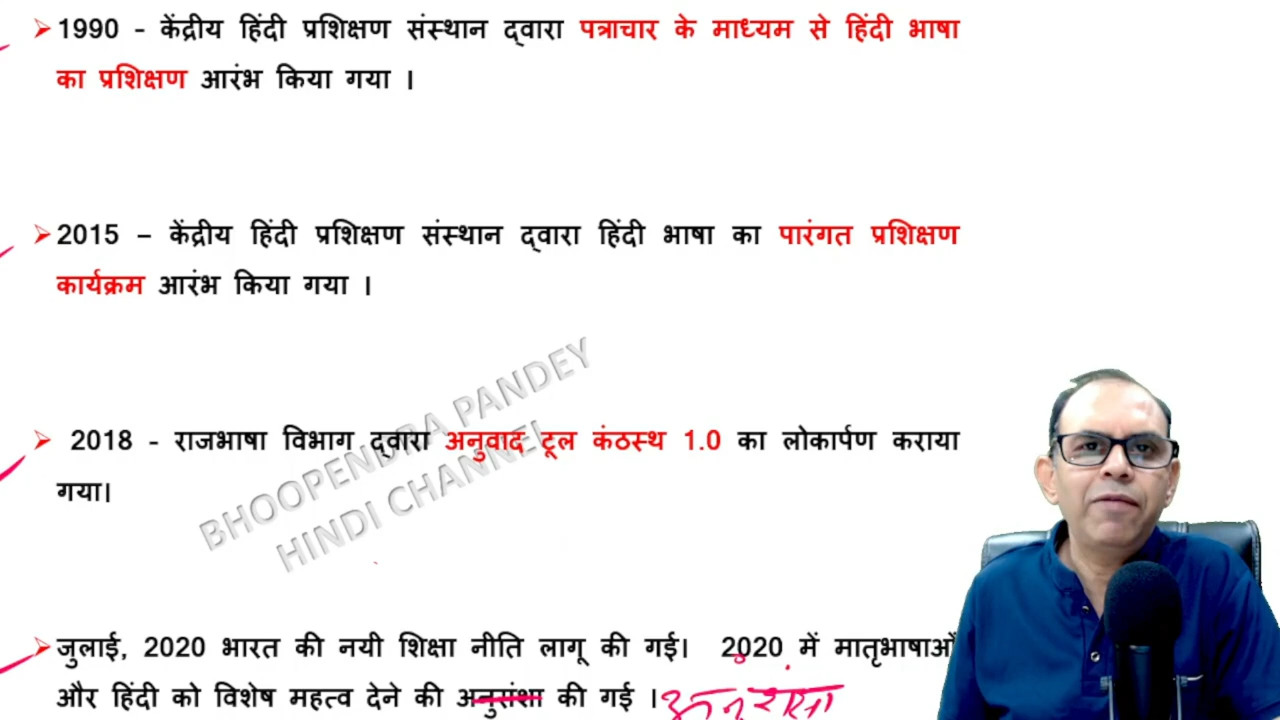 1990 - केंद्रीय हिंदी प्रशिक्षण संस्थान द्वारा पत्राचार के माध्यम से हिंदी भाषा
का प्रशिक्षण आरंभ किया गया ।
2015 – केंद्रीय हिंदी प्रशिक्षण संस्थान द्वारा हिंदी भाषा का पारंगत प्रशिक्षण
कार्यक्रम आरंभ किया गया ।
2018 - राजभाषा विभाग द्वारा अनुवाद टूल कंठस्थ 1.0 का लोकार्पण कराया
गया।
BHOOPENDRA PANDEY
HINDI CHANNEL
जुलाई, 2020 भारत की नयी शिक्षा नीति लागू की गई। 2020 में मातृभाषाओं
और हिंदी को विशेष महत्व देने की अनुसंशा की गई । अनुशंसा